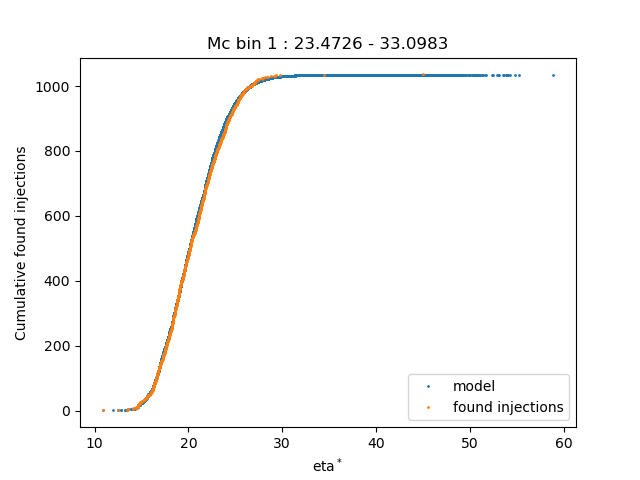 Mc bin 1 : 23.4726 - 33.0983
Cumulative found injections
1000
800
600
400
200
0
10 20 30 40 50 60
eta*
model
found injections